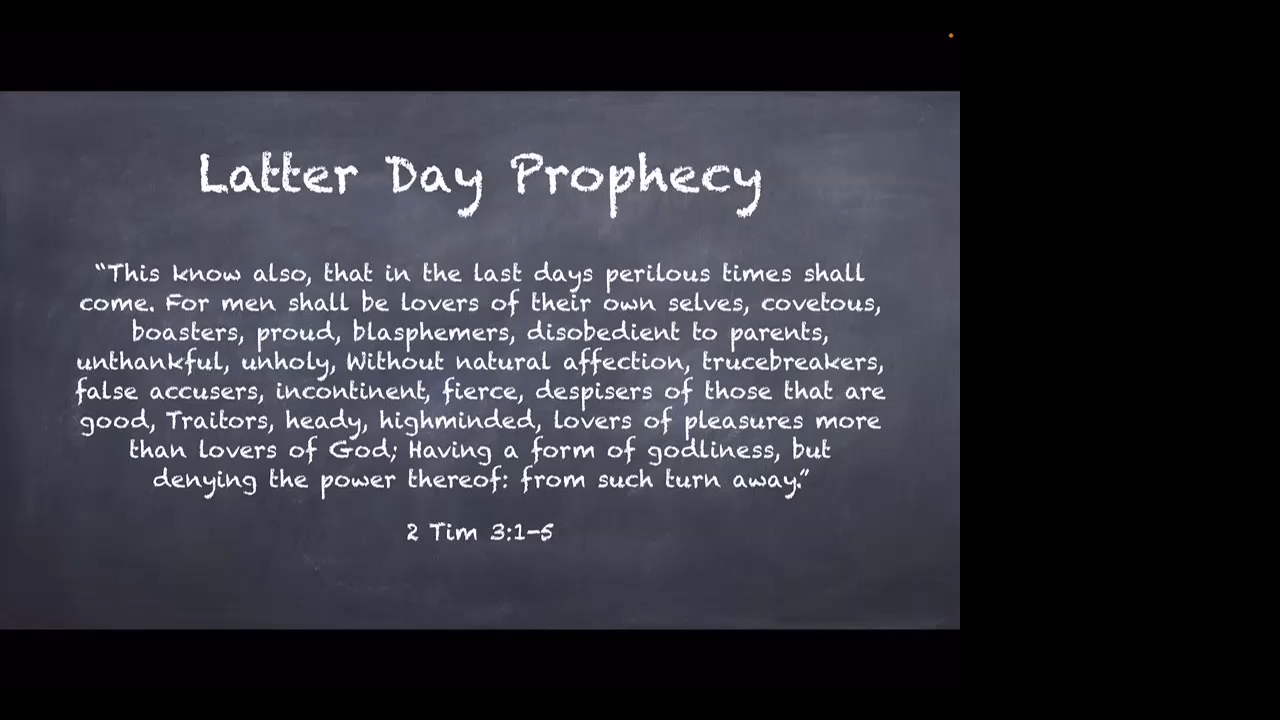 Latter Day Prophecy
“This know also, that in the last days perilous times shall
come. For men shall be lovers of their own selves, covetous,
boasters, proud, blasphemers, disobedient to parents,
unthankful, unholy, Without natural affection, trucebreakers,
false accusers, incontinent, fierce, despisers of those that are
good, Traitors, heady, highminded, lovers of pleasures more
than lovers of God; Having a form of godliness, but
denying the power thereof: from such turn away.”
2 Tim 3:1-5